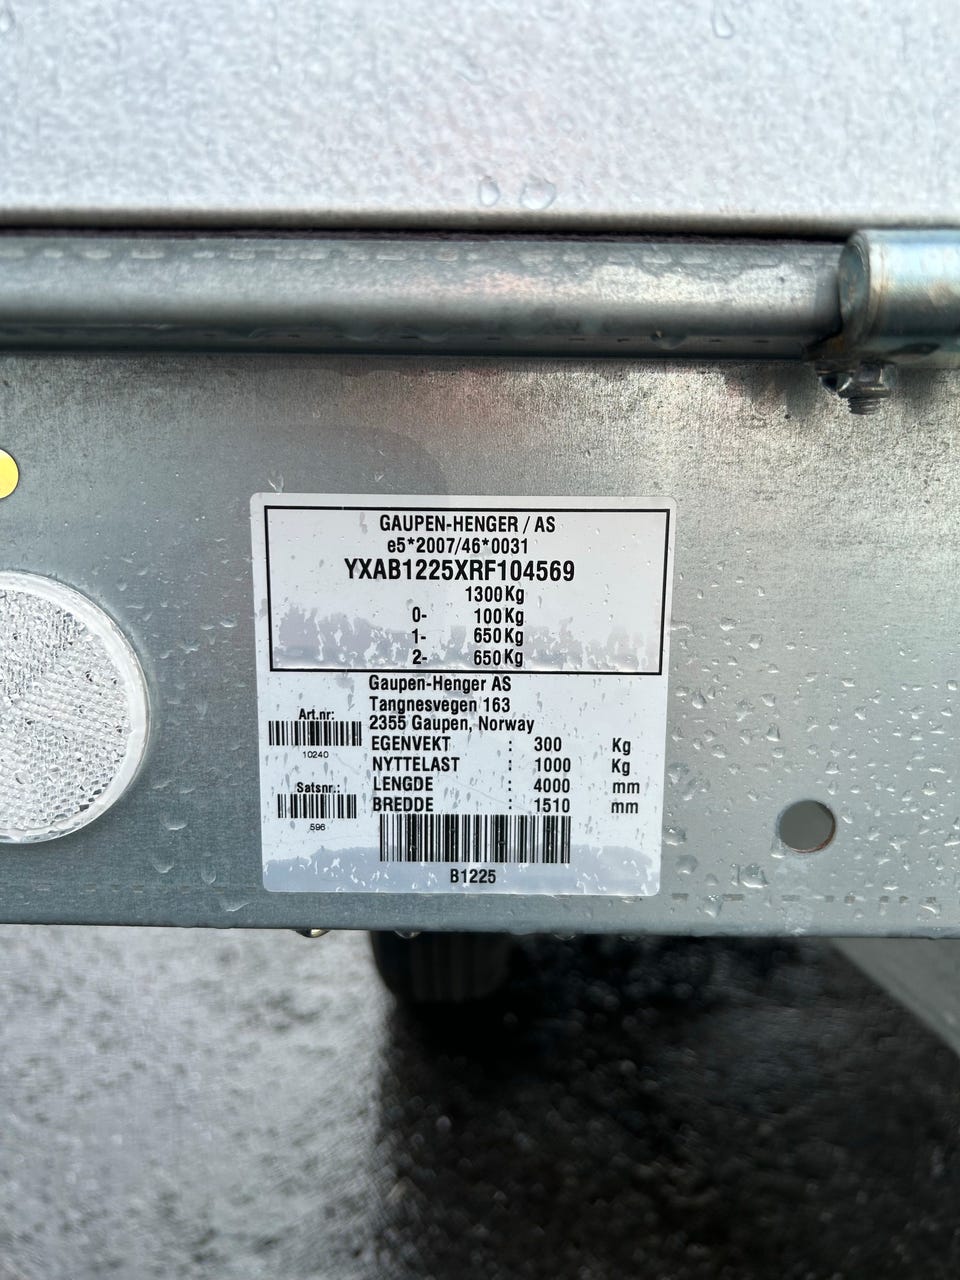 GAUPEN-HENGER / AS
e5*2007/46*0031
YXAB1225XRF104569
1300Kg
0- 100Kg
1- 650Kg
2- 650Kg
Gaupen-Henger AS
Tangnesvegen 163
2355 Gaupen, Norway
Art.nr:
10240
EGENVEKT : 300 Kg
NYTTELAST : 1000 Kg
LENGDE : 4000 mm
BREDDE : 1510 mm
Satsnr.:
596
B1225